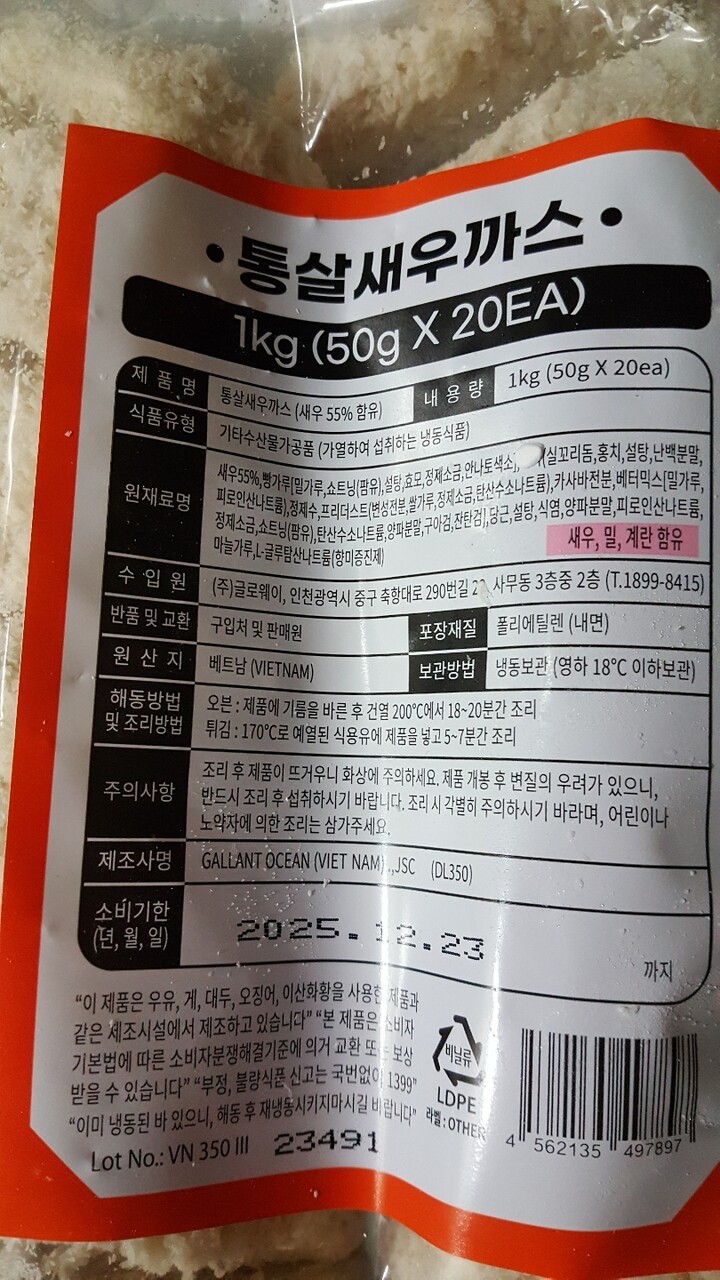 • 통살새우까스 •
1kg (50g X 20EA)
제 품 명 통살새우까스 (새우 55% 함유) 내 용 량 1kg (50g X 20ea)
식품유형 기타수산물가공품 (가열하여 섭취하는 냉동식품)
원재료명 새우55%,빵가루[밀가루,쇼트닝(팜유),설탕,효모,정제소금,안나토색소], (실꼬리돔,홍치,설탕,난백분말,
피로인산나트륨),정제수,프리더스트(변성전분,쌀가루,정제소금,탄산수소나트륨),카사바전분,베터믹스[밀가루,
정제소금,쇼트닝(팜유),탄산수소나트륨,양파분말,구아검,잔탄검],당근,설탕,식염,양파분말,피로인산나트륨,
마늘가루,L-글루탐산나트륨(향미증진제) 새우, 밀, 계란 함유
수 입 원 (주)글로웨이, 인천광역시 중구 축항대로 290번길 사무동 3층중 2층 (T.1899-8415)
반품 및 교환 구입처 및 판매원 포장재질 폴리에틸렌 (내면)
원 산 지 베트남 (VIETNAM) 보관방법 냉동보관 (영하 18°C 이하보관)
해동방법 및 조리방법 오븐 : 제품에 기름을 바른 후 건열 200°C에서 18~20분간 조리
튀김 : 170°C로 예열된 식용유에 제품을 넣고 5~7분간 조리
주의사항 조리 후 제품이 뜨거우니 화상에 주의하세요. 제품 개봉 후 변질의 우려가 있으니,
반드시 조리 후 섭취하시기 바랍니다. 조리 시 각별히 주의하시기 바라며, 어린이나
노약자에 의한 조리는 삼가주세요.
제조사명 GALLANT OCEAN (VIET NAM).,JSC (DL350)
소비기한 (년, 월, 일) 2025.12.23 까지
“이 제품은 우유, 게, 대두, 오징어, 이산화황을 사용한 제품과
같은 제조시설에서 제조하고 있습니다” “본 제품은 소비자
기본법에 따른 소비자분쟁해결기준에 의거 교환 또는 보상
받을 수 있습니다” “부정, 불량식품 신고는 국번없이 1399”
“이미 냉동된 바 있으니, 해동 후 재냉동시키지마시길 바랍니다”
비닐류
LDPE
라벨 : OTHER
Lot No.: VN 350 III 23491
4 562135 497897